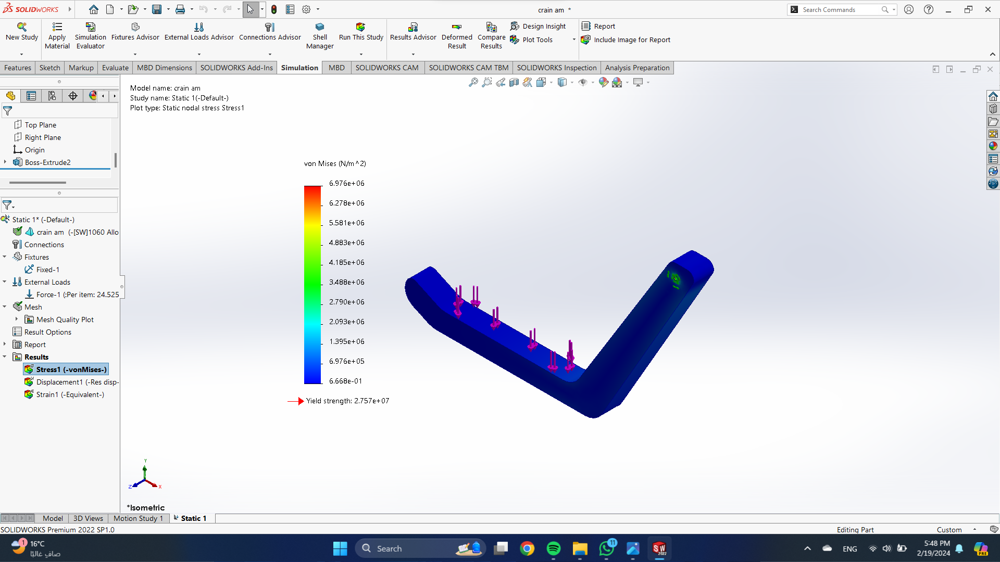 SOLIDWORKS
crain am *
Search Commands
New Study
Apply Material
Simulation Evaluator
Fixtures Advisor
External Loads Advisor
Connections Advisor
Shell Manager
Run This Study
Results Advisor
Deformed Result
Compare Results
Design Insight
Plot Tools
Report
Include Image for Report
Features
Sketch
Markup
Evaluate
MBD Dimensions
SOLIDWORKS Add-Ins
Simulation
MBD
SOLIDWORKS CAM
SOLIDWORKS CAM TBM
SOLIDWORKS Inspection
Analysis Preparation
Top Plane
Right Plane
Origin
Boss-Extrude2
Static 1* (-Default-)
crain am (-[SW]1060 Allo
Connections
Fixtures
Fixed-1
External Loads
Force-1 (:Per item: 24.525
Mesh
Mesh Quality Plot
Result Options
Report
Results
Stress1 (-vonMises-)
Displacement1 (-Res disp-
Strain1 (-Equivalent-)
Model name: crain am
Study name: Static 1(-Default-)
Plot type: Static nodal stress Stress1
von Mises (N/m^2)
6.976e+06
6.278e+06
5.581e+06
4.883e+06
4.185e+06
3.488e+06
2.790e+06
2.093e+06
1.395e+06
6.976e+05
6.668e-01
Yield strength: 2.757e+07
Y
Z
X
*Isometric
Model
3D Views
Motion Study 1
Static 1
SOLIDWORKS Premium 2022 SP1.0
Editing Part
Custom
1
16°C
صافٍ غالبًا
Search
11
SW
2022
ENG
5:48 PM
2/19/2024
PRE